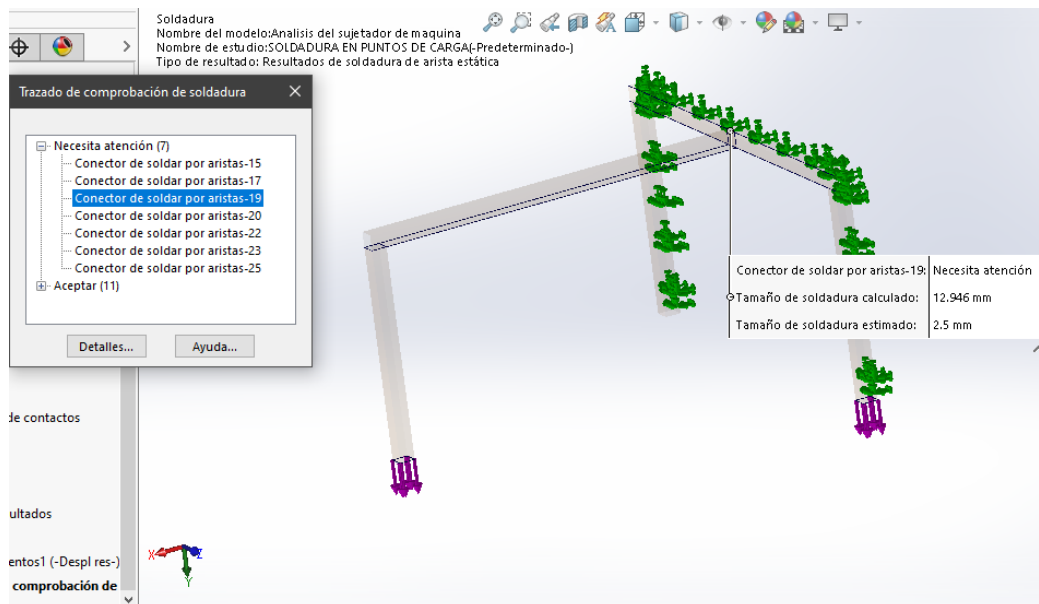 Soldadura
Nombre del modelo:Analisis del sujetador de maquina
Nombre de estudio:SOLDADURA EN PUNTOS DE CARGA(-Predeterminado-)
Tipo de resultado: Resultados de soldadura de arista estática
Trazado de comprobación de soldadura
Necesita atención (7)
Conector de soldar por aristas-15
Conector de soldar por aristas-17
Conector de soldar por aristas-19
Conector de soldar por aristas-20
Conector de soldar por aristas-22
Conector de soldar por aristas-23
Conector de soldar por aristas-25
Aceptar (11)
Detalles...
Ayuda...
Conector de soldar por aristas-19: Necesita atención
Tamaño de soldadura calculado: 12.946 mm
Tamaño de soldadura estimado: 2.5 mm
de contactos
ultados
entos1 (-Despl res-)
comprobación de
X
Y
Z